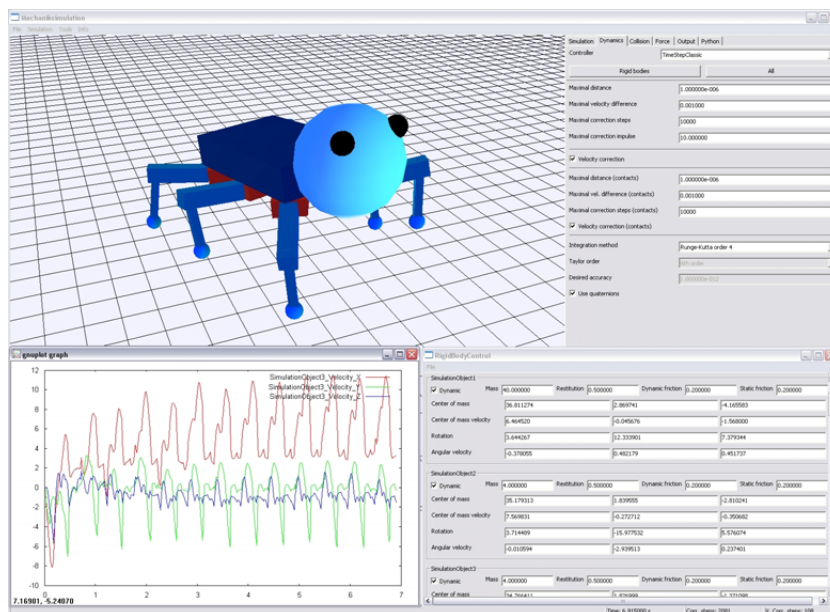 Mechaniksimulation
File Simulation Tools Info
Simulation Dynamics Collision Force Output Python
Controller TimeStepClassic
Rigid bodies All
Maximal distance 1.000000e-006
Maximal velocity difference 0.001000
Maximal correction steps 10000
Maximal correction impulse 10.000000
Velocity correction
Maximal distance (contacts) 1.000000e-006
Maximal vel. difference (contacts) 0.001000
Maximal correction steps (contacts) 10000
Velocity correction (contacts)
Integration method Runge-Kutta order 4
Taylor order
Desired accuracy
Use quaternions
gnuplot graph
SimulationObject3_Velocity_X
SimulationObject3_Velocity_Y
SimulationObject3_Velocity_Z
12
10
8
6
4
2
0
-2
-4
-6
-8
-10
0 1 2 3 4 5 6 7
7.16901, -5.24070
RigidBodyControl
File
SimulationObject1
Dynamic Mass 40.000000 Restitution 0.500000 Dynamic friction 0.200000 Static friction 0.200000
Center of mass 36.811274 2.869741 -4.165583
Center of mass velocity 6.464520 -0.045676 -1.568000
Rotation 3.644267 12.333901 7.379344
Angular velocity -0.378055 0.482179 0.451737
SimulationObject2
Dynamic Mass 4.000000 Restitution 0.500000 Dynamic friction 0.200000 Static friction 0.200000
Center of mass 35.179313 1.839555 -2.810241
Center of mass velocity 7.569831 -0.272712 -0.350682
Rotation 3.714489 -15.977532 5.576074
Angular velocity -0.010594 -2.939513 0.237401
SimulationObject3
Dynamic Mass 4.000000 Restitution 0.500000 Dynamic friction 0.200000 Static friction 0.200000
Center of mass